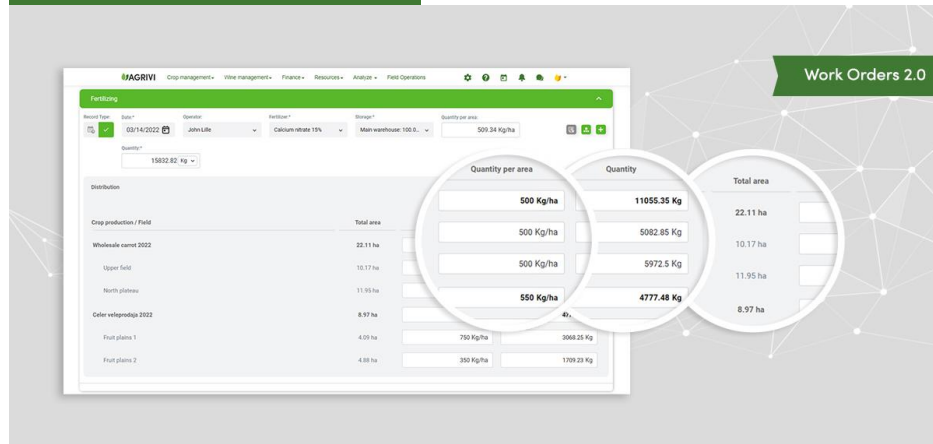 Work Orders 2.0
AGRIVI Crop management Wine management Finance Resources Analyze Field Operations
Fertilizing
Record Type: Date:* Operator: Fertilizer:* Storage:* Quantity per area:
03/14/2022 John Lille Calcium nitrate 15% Main warehouse: 100.0... 509.34 Kg/ha
Quantity:*
15832.82 Kg
Distribution
Quantity per area Quantity Total area
500 Kg/ha 11055.35 Kg 22.11 ha
500 Kg/ha 5082.85 Kg 10.17 ha
500 Kg/ha 5972.5 Kg 11.95 ha
550 Kg/ha 4777.48 Kg 8.97 ha
Crop production / Field Total area
Wholesale carrot 2022 22.11 ha
Upper field 10.17 ha
North plateau 11.95 ha
Celer veleprodaja 2022 8.97 ha
Fruit plains 1 4.09 ha 750 Kg/ha 3068.25 Kg
Fruit plains 2 4.88 ha 350 Kg/ha 1709.23 Kg